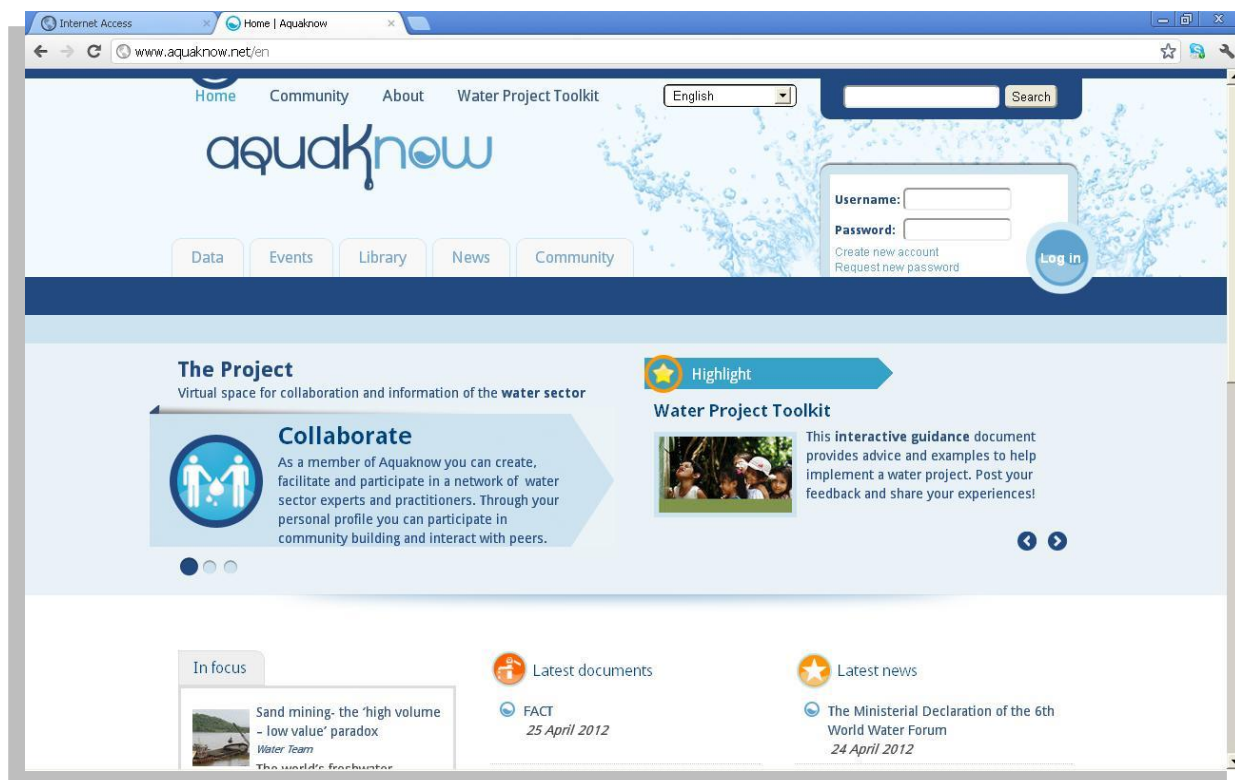 Internet Access
Home | Aquaknow
www.aquaknow.net/en
Home Community About Water Project Toolkit
English
Search
aquaknow
Username:
Password:
Create new account
Request new password
Log in
Data Events Library News Community
The Project
Virtual space for collaboration and information of the water sector
Collaborate
As a member of Aquaknow you can create,
facilitate and participate in a network of water
sector experts and practitioners. Through your
personal profile you can participate in
community building and interact with peers.
Highlight
Water Project Toolkit
This interactive guidance document
provides advice and examples to help
implement a water project. Post your
feedback and share your experiences!
In focus
Sand mining- the 'high volume
– low value' paradox
Water Team
The world's freshwater
Latest documents
FACT
25 April 2012
Latest news
The Ministerial Declaration of the 6th
World Water Forum
24 April 2012